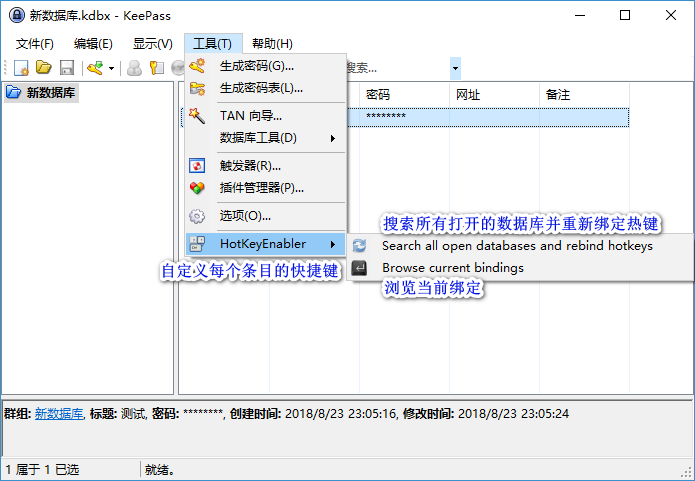 新数据库.kdbx - KeePass
文件(F) 编辑(E) 显示(V) 工具(T) 帮助(H)
搜索...
新数据库
密码 网址 备注
********
生成密码(G)...
生成密码表(L)...
TAN 向导...
数据库工具(D)
触发器(R)...
插件管理器(P)...
选项(O)...
HotKeyEnabler
搜索所有打开的数据库并重新绑定热键
Search all open databases and rebind hotkeys
Browse current bindings
自定义每个条目的快捷键
浏览当前绑定
群组: 新数据库, 标题: 测试, 密码: ********, 创建时间: 2018/8/23 23:05:16, 修改时间: 2018/8/23 23:05:24
1 属于 1 已选 就绪。